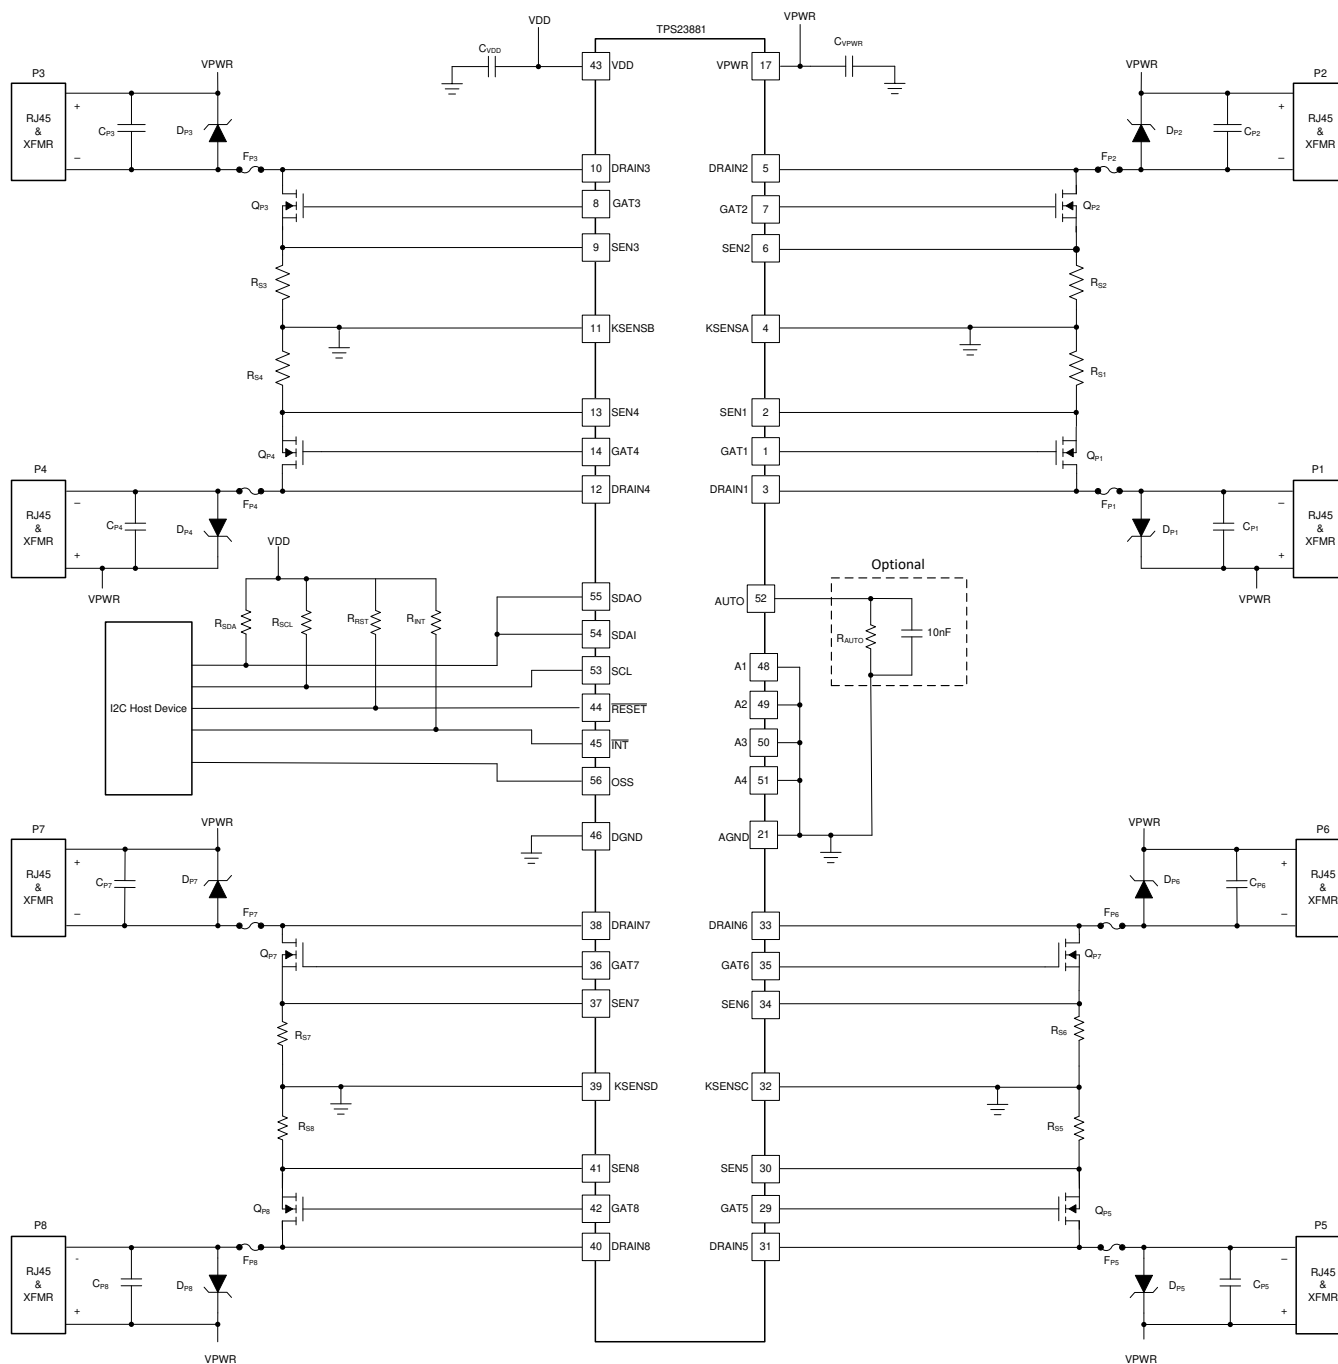 TPS23881
VDD
VPWR
CVDD
CVPWR
43 VDD
VPWR 17
P3
VPWR
RJ45
&
XFMR
+
–
CP3
DP3
FP3
10 DRAIN3
QP3
8 GAT3
9 SEN3
RS3
11 KSENSB
RS4
13 SEN4
QP4
14 GAT4
P4
12 DRAIN4
FP4
RJ45
&
XFMR
–
+
CP4
DP4
VPWR
P2
VPWR
RJ45
&
XFMR
+
–
CP2
DP2
FP2
DRAIN2 5
GAT2 7
QP2
SEN2 6
RS2
KSENSA 4
RS1
SEN1 2
GAT1 1
QP1
DRAIN1 3
P1
FP1
RJ45
&
XFMR
–
+
CP1
DP1
VPWR
VDD
RSDA
RSCL
RRST
RINT
I2C Host Device
55 SDAO
54 SDAI
53 SCL
44 RESET
45 INT
56 OSS
46 DGND
Optional
AUTO 52
RAUTO
10nF
A1 48
A2 49
A3 50
A4 51
AGND 21
P7
VPWR
RJ45
&
XFMR
+
–
CP7
DP7
FP7
38 DRAIN7
QP7
36 GAT7
37 SEN7
RS7
39 KSENSD
RS8
41 SEN8
QP8
42 GAT8
P8
40 DRAIN8
FP8
RJ45
&
XFMR
-
+
CP8
DP8
VPWR
P6
VPWR
RJ45
&
XFMR
+
–
CP6
DP6
FP6
DRAIN6 33
GAT6 35
QP7
SEN6 34
RS6
KSENSC 32
RS5
SEN5 30
GAT5 29
QP5
DRAIN5 31
P5
FP5
RJ45
&
XFMR
–
+
CP5
DP5
VPWR